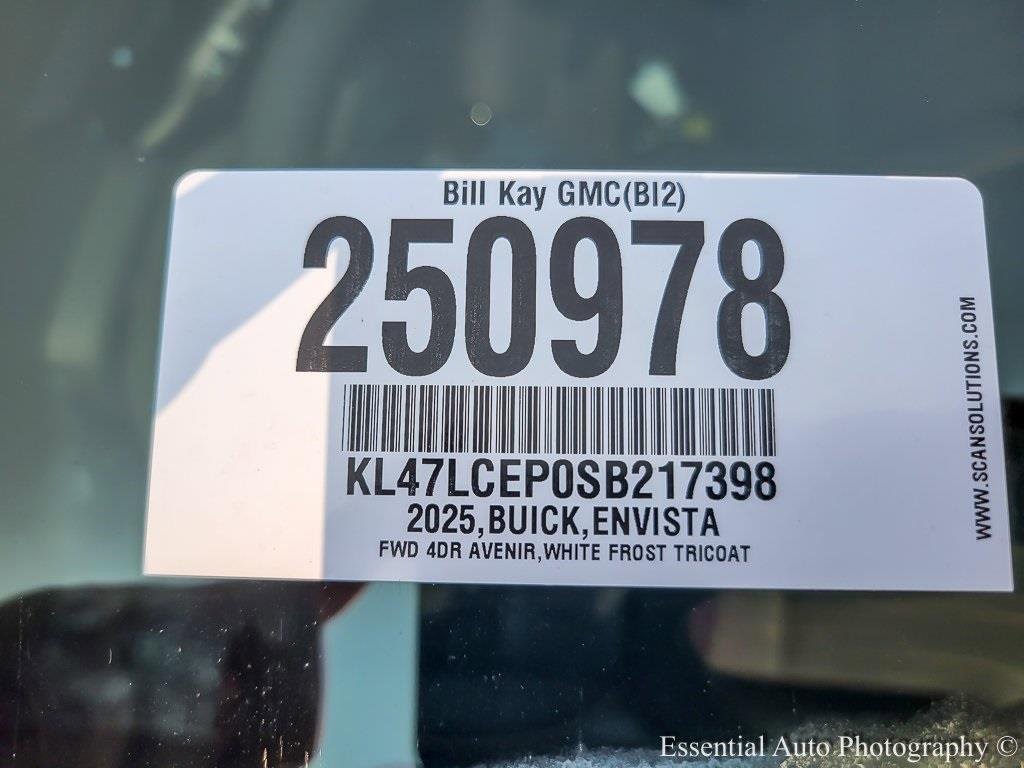 Bill Kay GMC(BI2)
250978
KL47LCEP0SB217398
2025,BUICK,ENVISTA
FWD 4DR AVENIR,WHITE FROST TRICOAT
WWW.SCANSOLUTIONS.COM
Essential Auto Photography ©